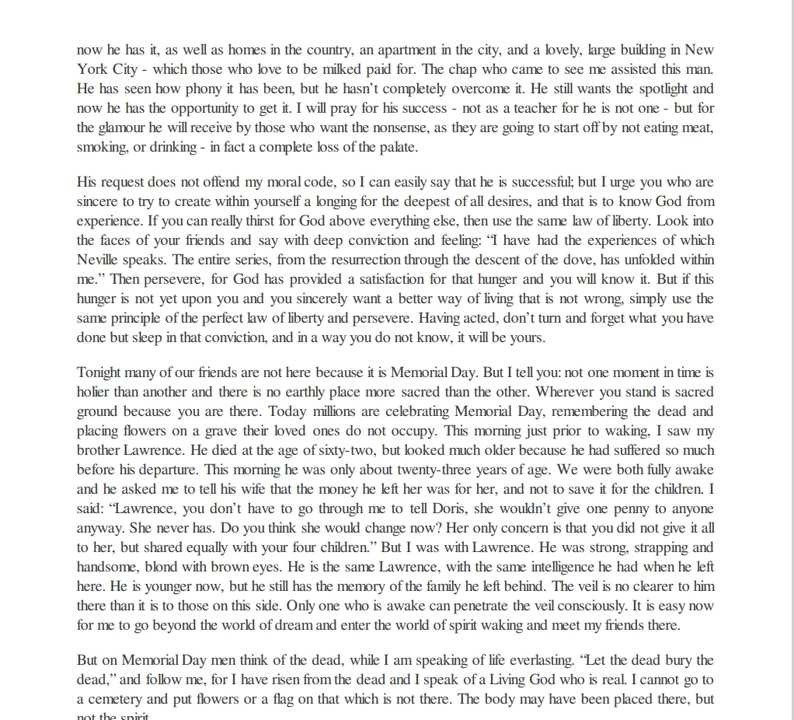 now he has it, as well as homes in the country, an apartment in the city, and a lovely, large building in New
York City - which those who love to be milked paid for. The chap who came to see me assisted this man.
He has seen how phony it has been, but he hasn't completely overcome it. He still wants the spotlight and
now he has the opportunity to get it. I will pray for his success - not as a teacher for he is not one - but for
the glamour he will receive by those who want the nonsense, as they are going to start off by not eating meat,
smoking, or drinking - in fact a complete loss of the palate.
His request does not offend my moral code, so I can easily say that he is successful; but I urge you who are
sincere to try to create within yourself a longing for the deepest of all desires, and that is to know God from
experience. If you can really thirst for God above everything else, then use the same law of liberty. Look into
the faces of your friends and say with deep conviction and feeling: “I have had the experiences of which
Neville speaks. The entire series, from the resurrection through the descent of the dove, has unfolded within
me.” Then persevere, for God has provided a satisfaction for that hunger and you will know it. But if this
hunger is not yet upon you and you sincerely want a better way of living that is not wrong, simply use the
same principle of the perfect law of liberty and persevere. Having acted, don't turn and forget what you have
done but sleep in that conviction, and in a way you do not know, it will be yours.
Tonight many of our friends are not here because it is Memorial Day. But I tell you: not one moment in time is
holier than another and there is no earthly place more sacred than the other. Wherever you stand is sacred
ground because you are there. Today millions are celebrating Memorial Day, remembering the dead and
placing flowers on a grave their loved ones do not occupy. This morning just prior to waking, I saw my
brother Lawrence. He died at the age of sixty-two, but looked much older because he had suffered so much
before his departure. This morning he was only about twenty-three years of age. We were both fully awake
and he asked me to tell his wife that the money he left her was for her, and not to save it for the children. I
said: “Lawrence, you don't have to go through me to tell Doris, she wouldn't give one penny to anyone
anyway. She never has. Do you think she would change now? Her only concern is that you did not give it all
to her, but shared equally with your four children.” But I was with Lawrence. He was strong, strapping and
handsome, blond with brown eyes. He is the same Lawrence, with the same intelligence he had when he left
here. He is younger now, but he still has the memory of the family he left behind. The veil is no clearer to him
there than it is to those on this side. Only one who is awake can penetrate the veil consciously. It is easy now
for me to go beyond the world of dream and enter the world of spirit waking and meet my friends there.
But on Memorial Day men think of the dead, while I am speaking of life everlasting. “Let the dead bury the
dead,” and follow me, for I have risen from the dead and I speak of a Living God who is real. I cannot go to
a cemetery and put flowers or a flag on that which is not there. The body may have been placed there, but
not the spirit.